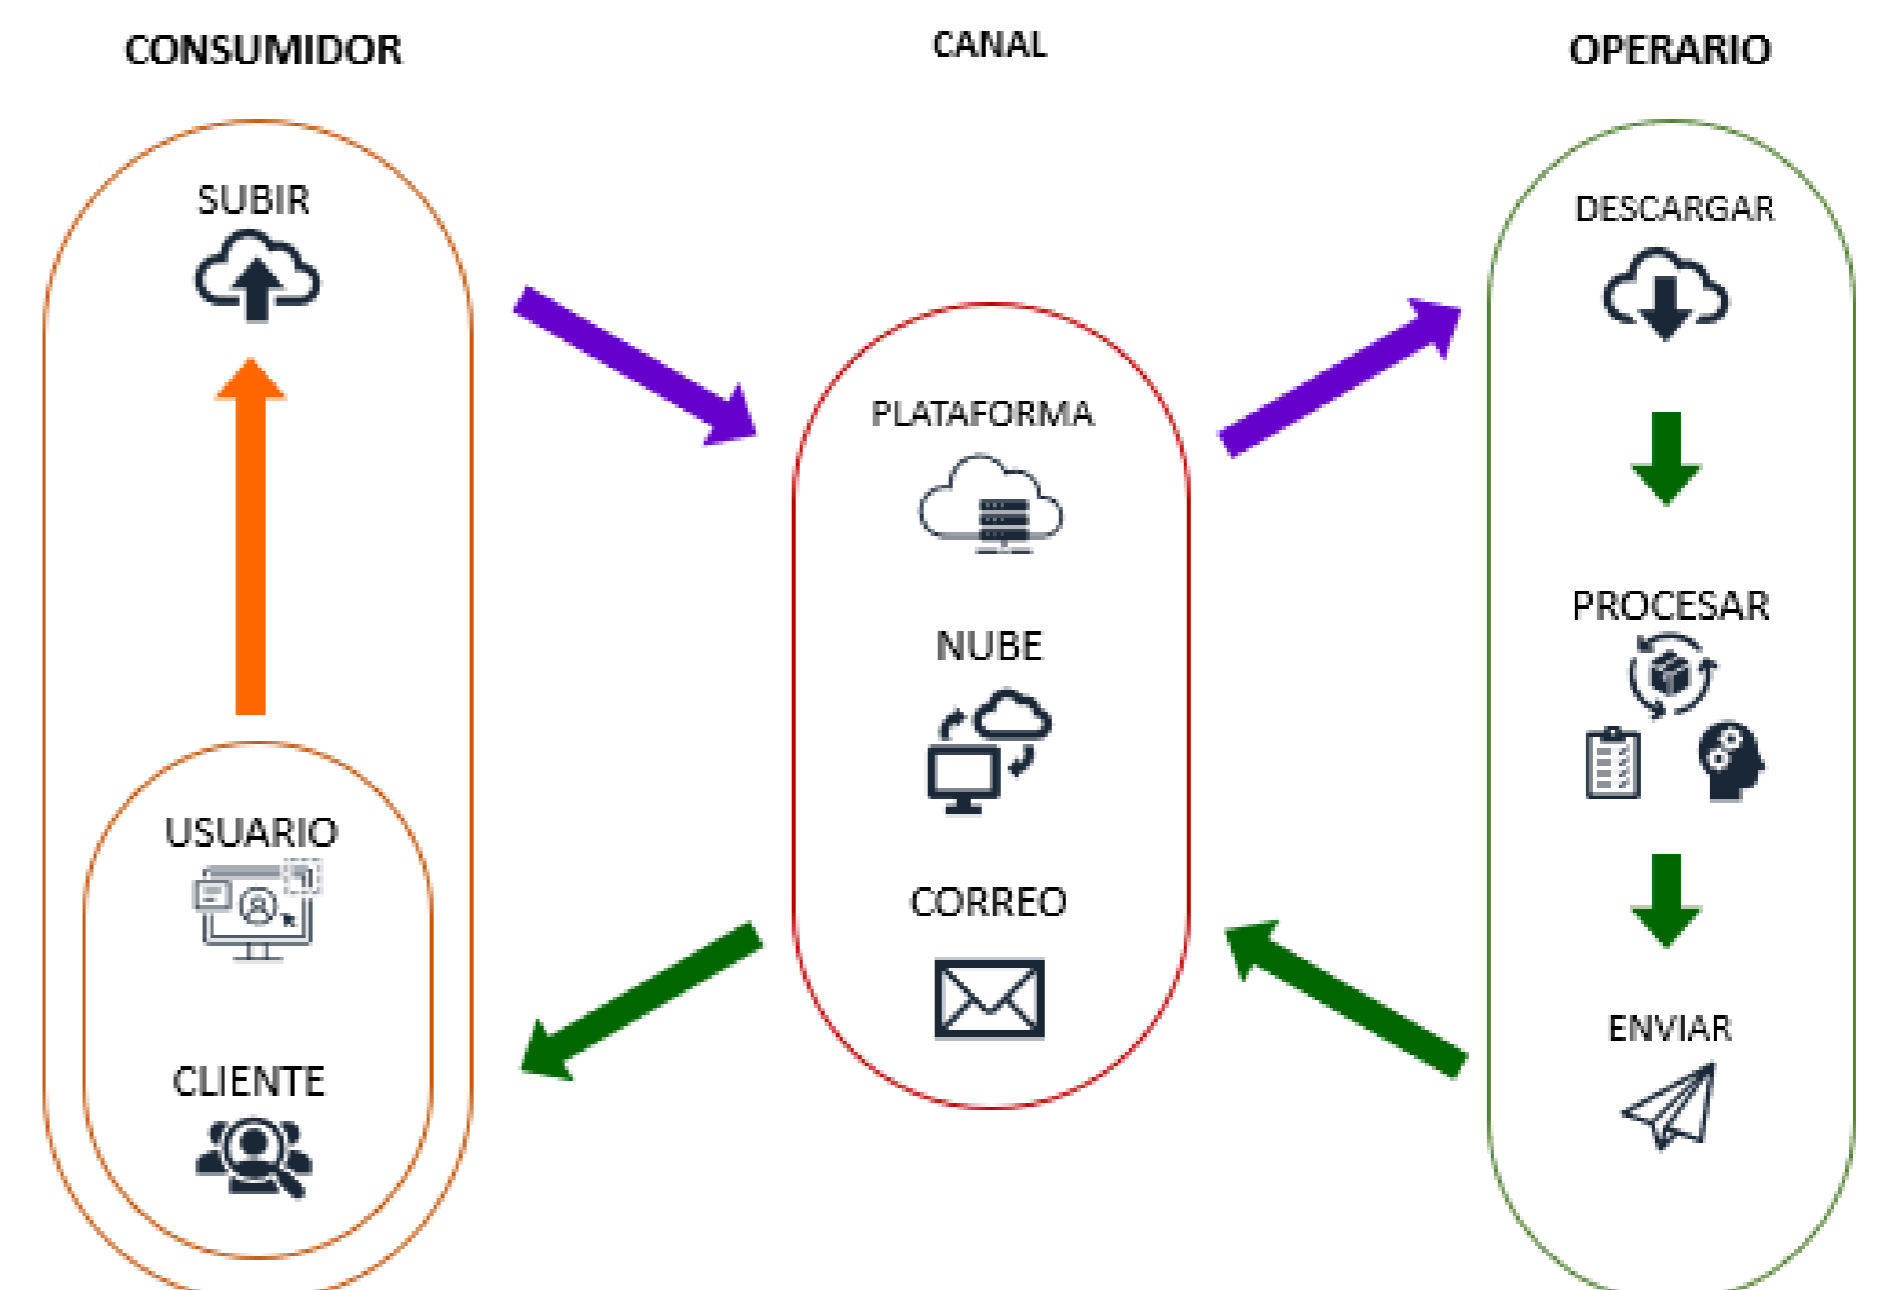 CONSUMIDOR
CANAL
OPERARIO
SUBIR
USUARIO
CLIENTE
PLATAFORMA
NUBE
CORREO
DESCARGAR
PROCESAR
ENVIAR